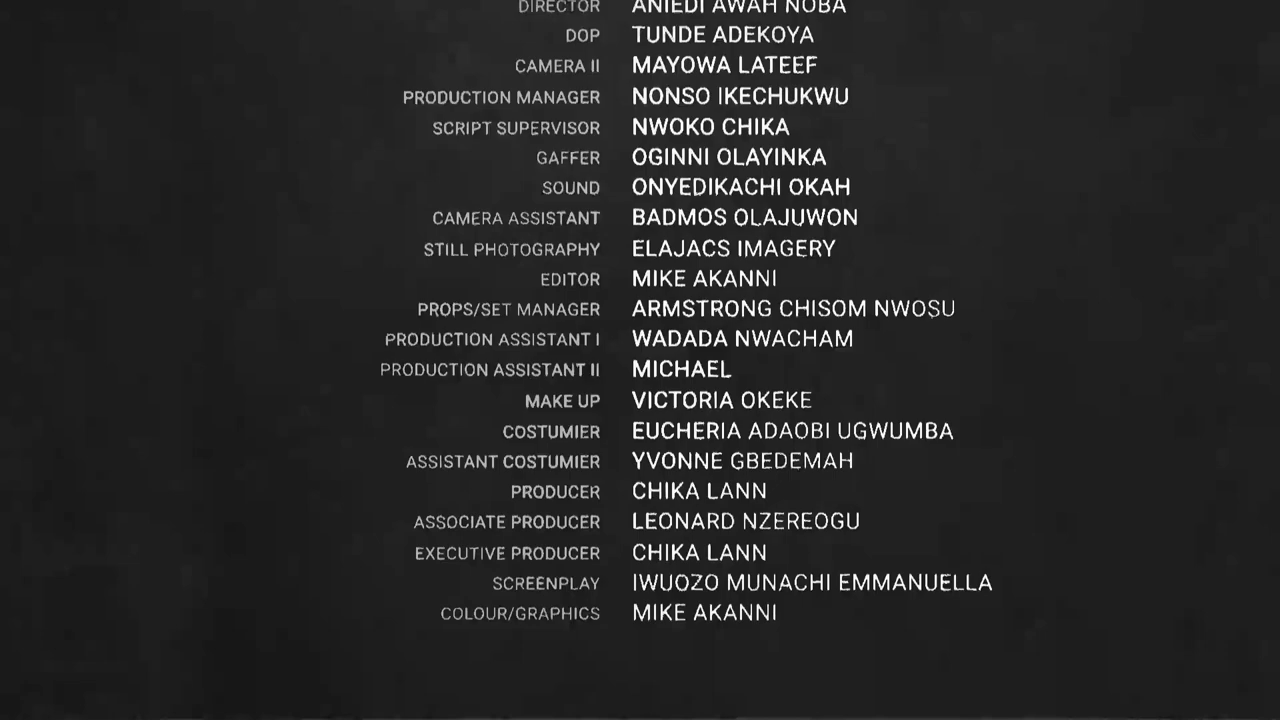 DIRECTOR ANIEDI AWAH NOBA
DOP TUNDE ADEKOYA
CAMERA II MAYOWA LATEEF
PRODUCTION MANAGER NONSO IKECHUKWU
SCRIPT SUPERVISOR NWOKO CHIKA
GAFFER OGINNI OLAYINKA
SOUND ONYEDIKACHI OKAH
CAMERA ASSISTANT BADMOS OLAJUWON
STILL PHOTOGRAPHY ELAJACS IMAGERY
EDITOR MIKE AKANNI
PROPS/SET MANAGER ARMSTRONG CHISOM NWOSU
PRODUCTION ASSISTANT I WADADA NWACHAM
PRODUCTION ASSISTANT II MICHAEL
MAKE UP VICTORIA OKEKE
COSTUMIER EUCHERIA ADAOBI UGWUMBA
ASSISTANT COSTUMIER YVONNE GBEDEMAH
PRODUCER CHIKA LANN
ASSOCIATE PRODUCER LEONARD NZEREOGU
EXECUTIVE PRODUCER CHIKA LANN
SCREENPLAY IWUOZO MUNACHI EMMANUELLA
COLOUR/GRAPHICS MIKE AKANNI